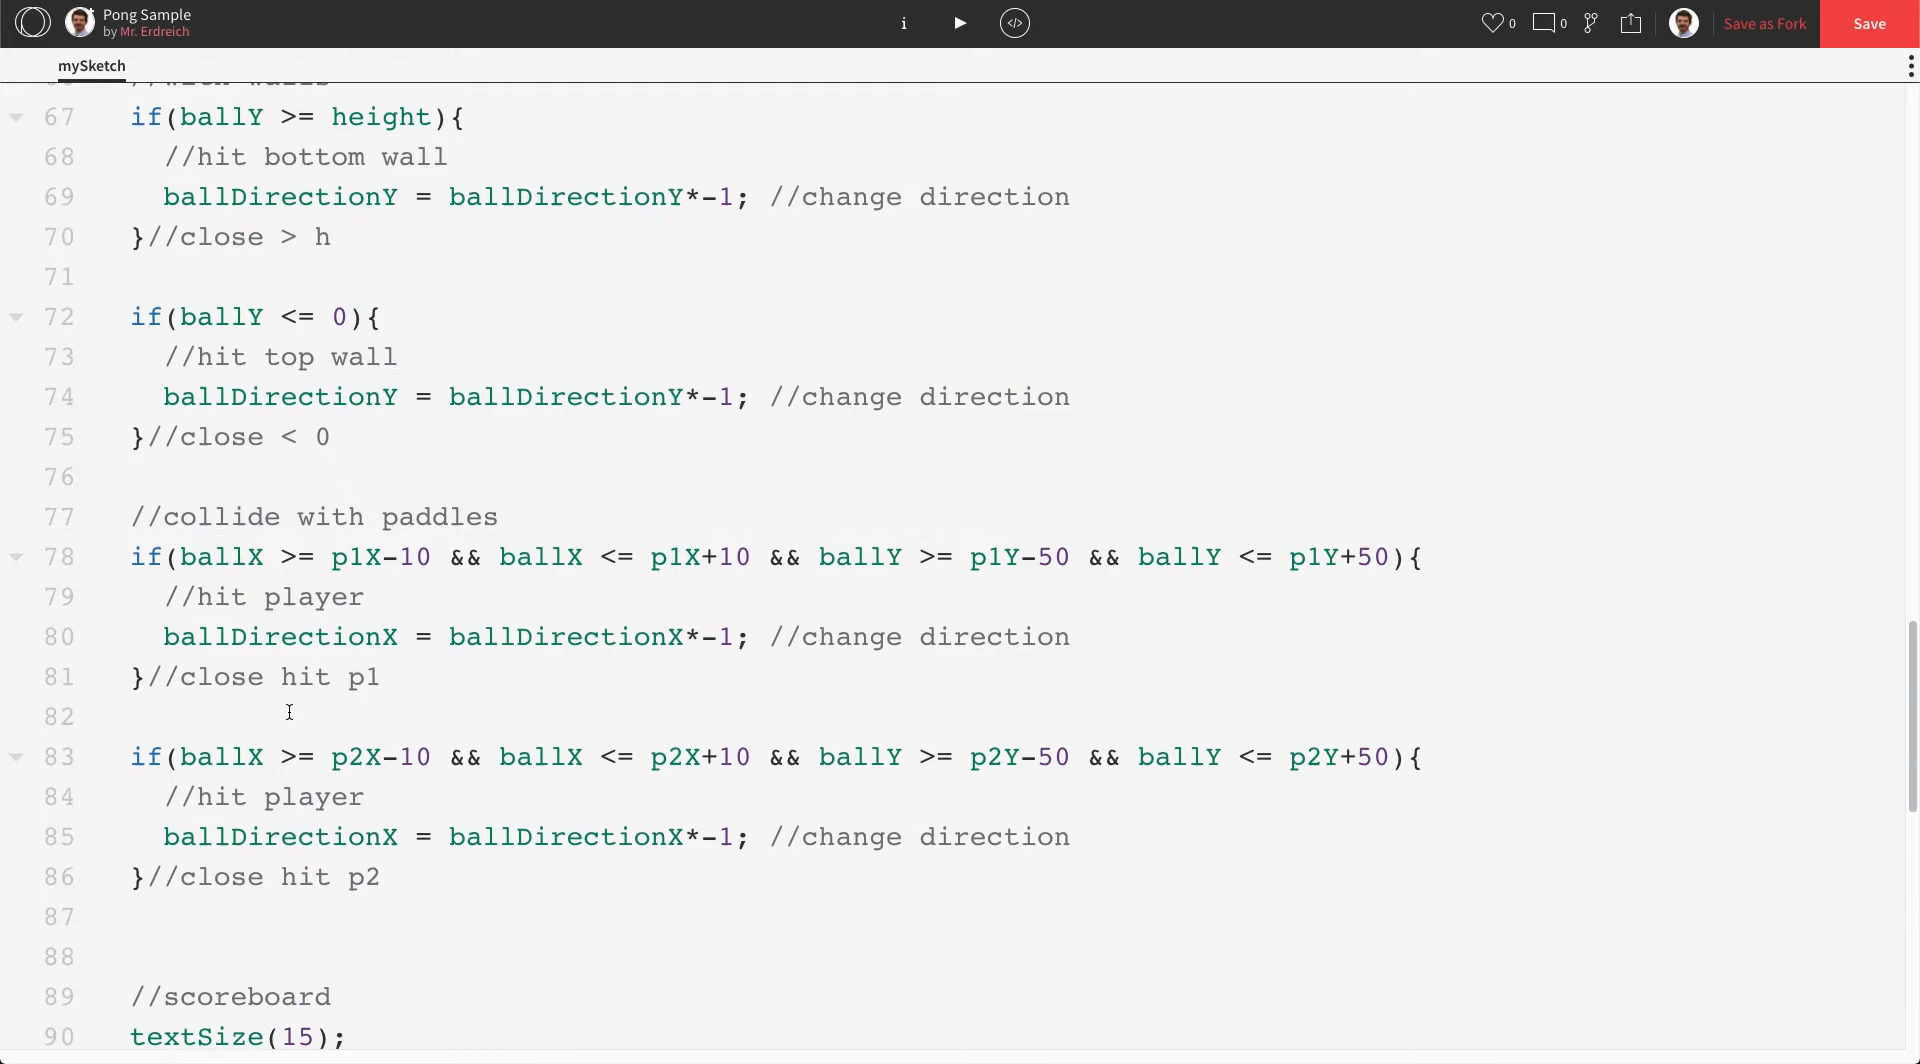 Pong Sample
by Mr. Erdreich
i
0
0
Save as Fork
Save
mySketch
//with walls
67 if(ballY >= height){
68 //hit bottom wall
69 ballDirectionY = ballDirectionY*-1; //change direction
70 }//close > h
71
72 if(ballY <= 0){
73 //hit top wall
74 ballDirectionY = ballDirectionY*-1; //change direction
75 }//close < 0
76
77 //collide with paddles
78 if(ballX >= p1X-10 && ballX <= p1X+10 && ballY >= p1Y-50 && ballY <= p1Y+50){
79 //hit player
80 ballDirectionX = ballDirectionX*-1; //change direction
81 }//close hit p1
82
83 if(ballX >= p2X-10 && ballX <= p2X+10 && ballY >= p2Y-50 && ballY <= p2Y+50){
84 //hit player
85 ballDirectionX = ballDirectionX*-1; //change direction
86 }//close hit p2
87
88
89 //scoreboard
90 textSize(15);